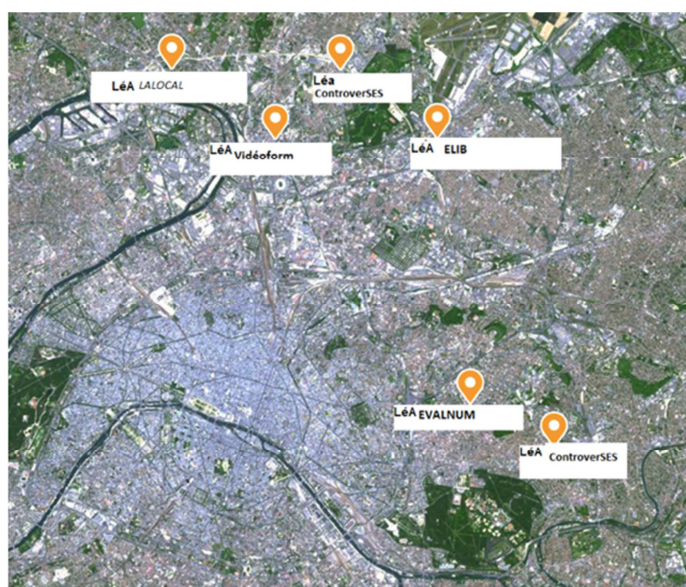 LéA LALOCAL
Léa
ControverSES
LéA Vidéoform
LéA ELIB
LéA EVALNUM
LéA ControverSES